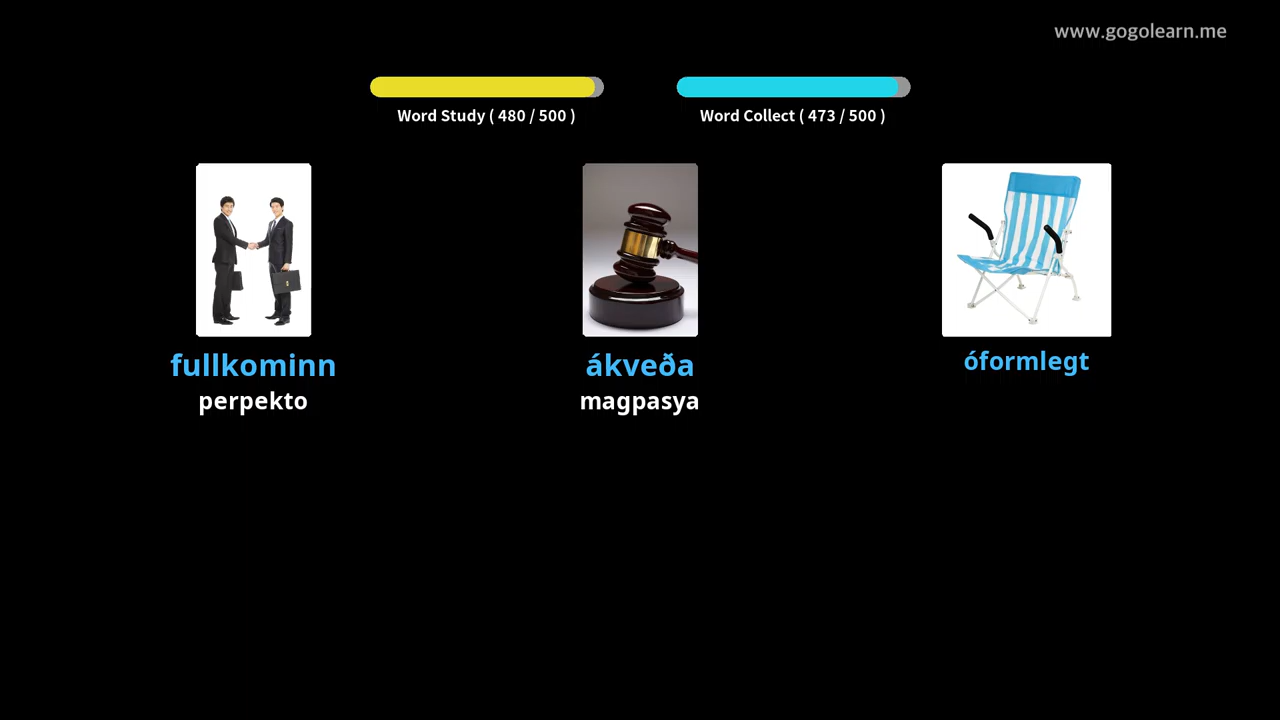 www.gogolearn.me
Word Study ( 480 / 500 )
Word Collect ( 473 / 500 )
fullkominn
perpekto
ákveða
magpasya
óformlegt